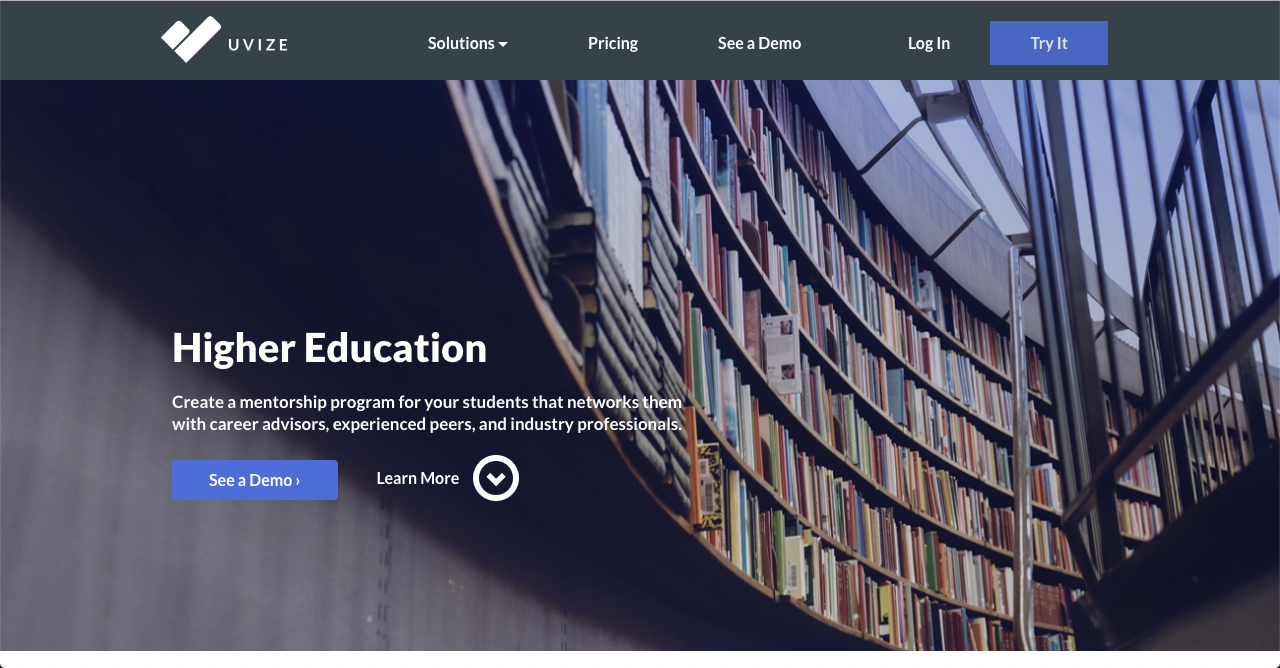 UVIZE
Solutions
Pricing
See a Demo
Log In
Try It
Higher Education
Create a mentorship program for your students that networks them
with career advisors, experienced peers, and industry professionals.
See a Demo ›
Learn More